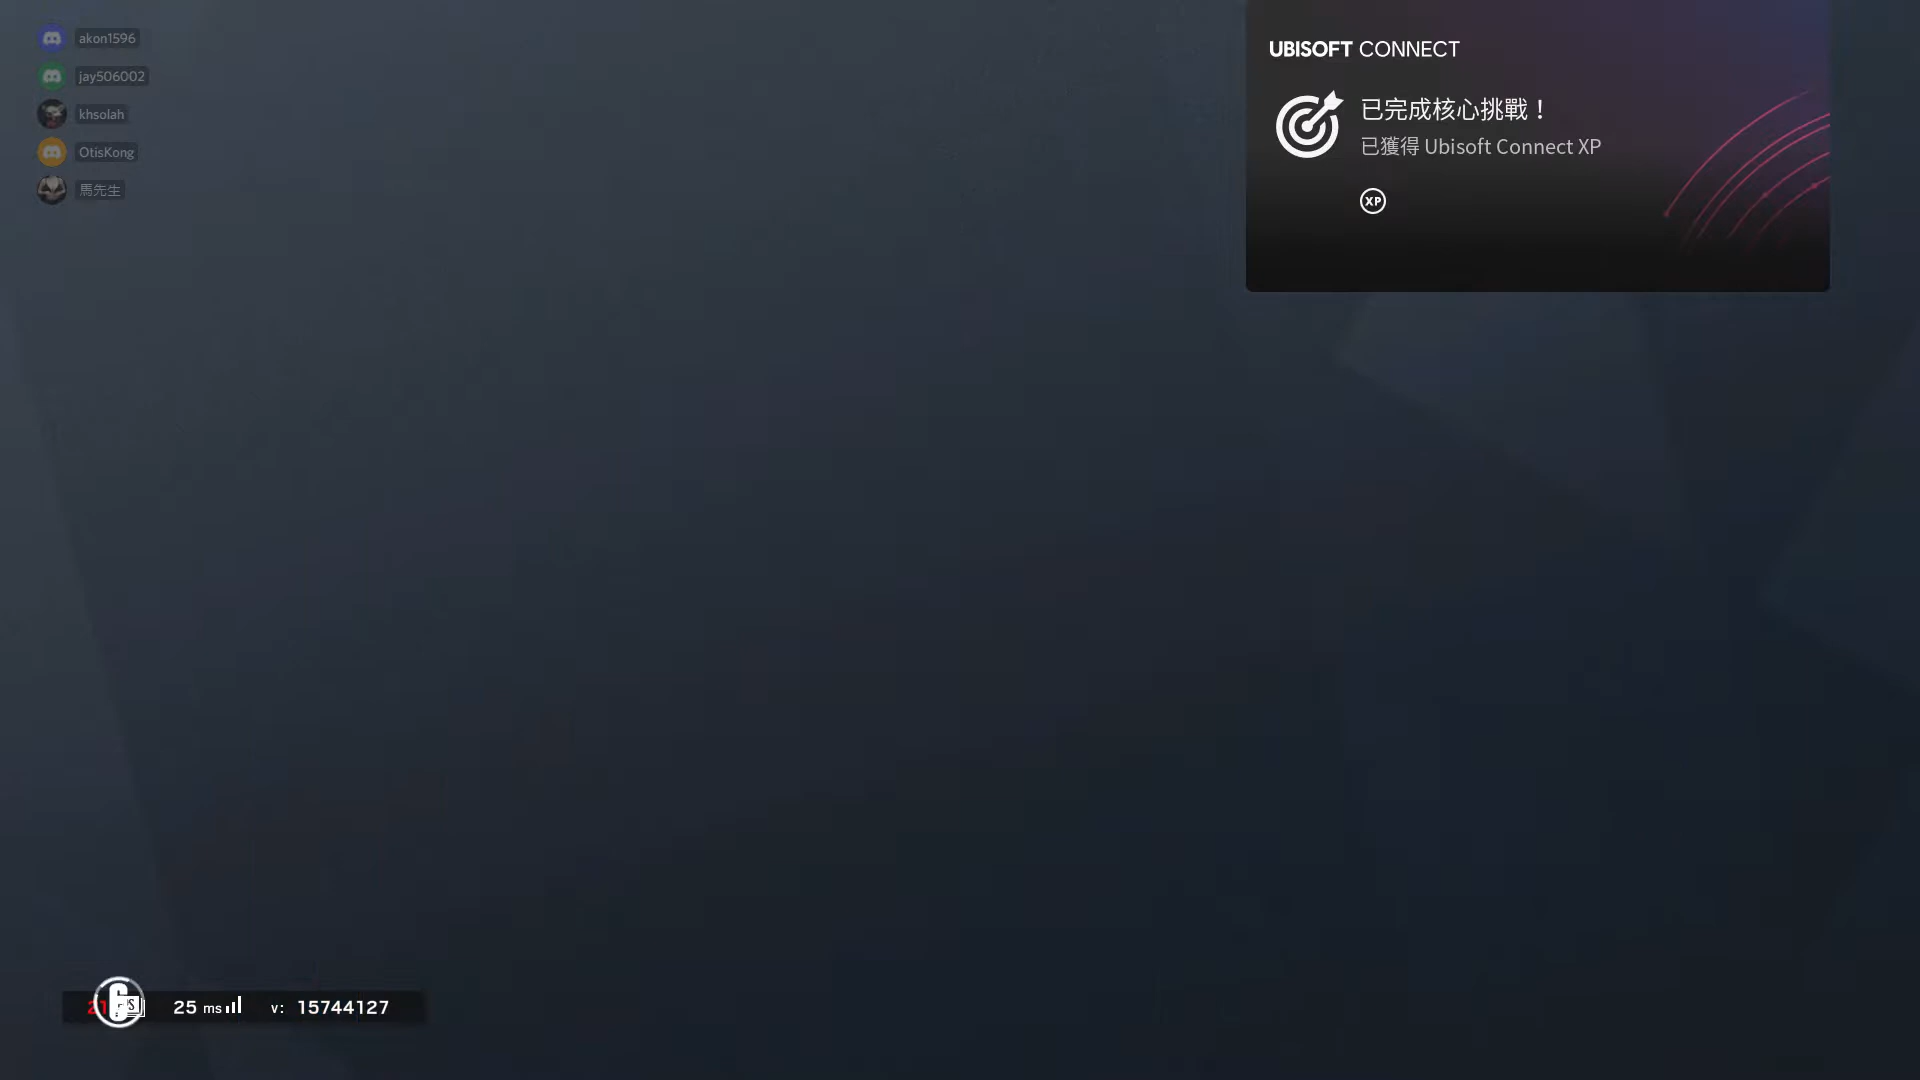 akon1596
jay506002
khsolah
OtisKong
馬先生
UBISOFT CONNECT
已完成核心挑戰！
已獲得 Ubisoft Connect XP
XP
25 ms
v: 15744127